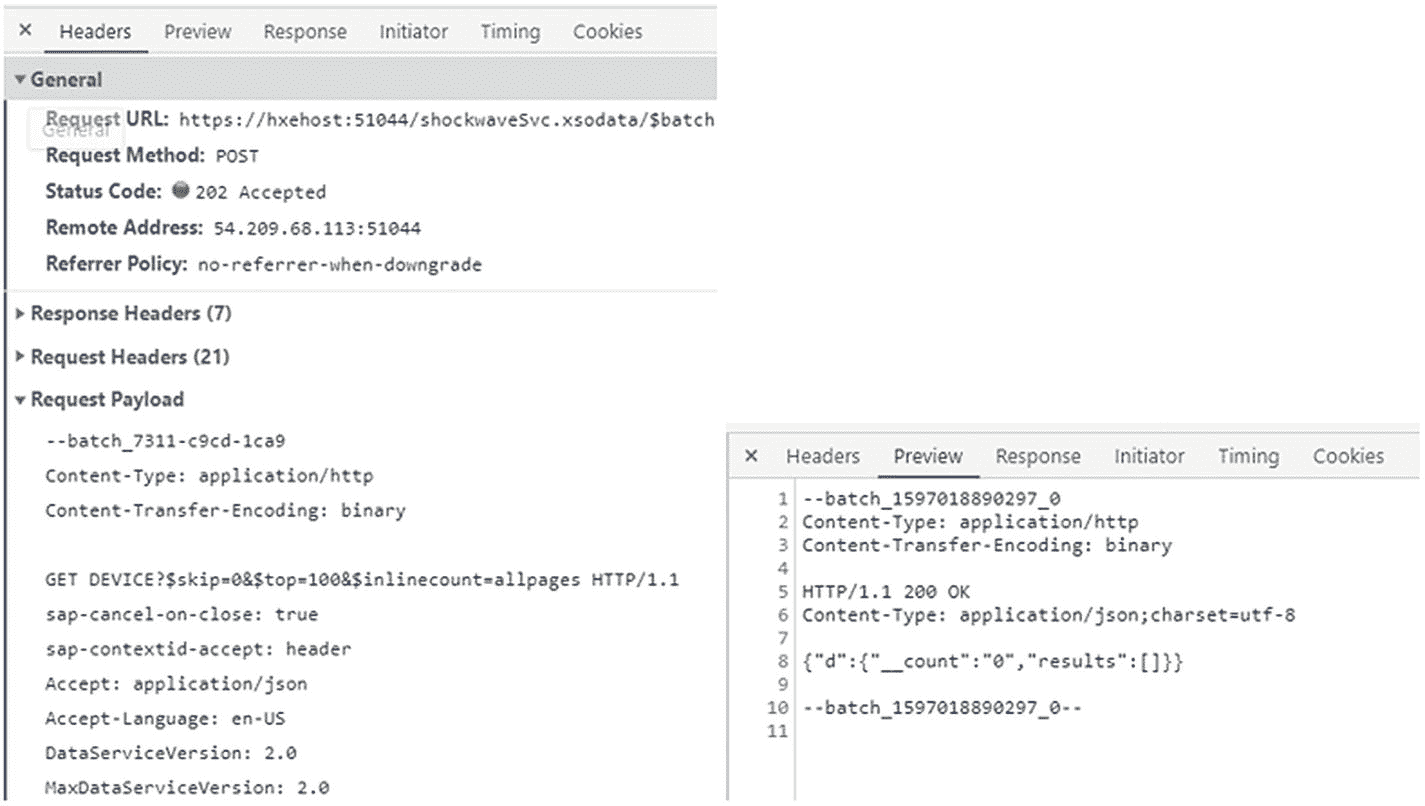 × Headers Preview Response Initiator Timing Cookies
General
Request URL: https://hxehost:51044/shockwaveSvc.xsodata/$batch
General
Request Method: POST
Status Code: 202 Accepted
Remote Address: 54.209.68.113:51044
Referrer Policy: no-referrer-when-downgrade
Response Headers (7)
Request Headers (21)
Request Payload
--batch_7311-c9cd-1ca9
Content-Type: application/http
Content-Transfer-Encoding: binary
GET DEVICE?$skip=0&$top=100&$inlinecount=allpages HTTP/1.1
sap-cancel-on-close: true
sap-contextid-accept: header
Accept: application/json
Accept-Language: en-US
DataServiceVersion: 2.0
MaxDataServiceVersion: 2.0
× Headers Preview Response Initiator Timing Cookies
1 --batch_1597018890297_0
2 Content-Type: application/http
3 Content-Transfer-Encoding: binary
4
5 HTTP/1.1 200 OK
6 Content-Type: application/json;charset=utf-8
7
8 {"d":{"__count":"0","results":[]}}
9
10 --batch_1597018890297_0--
11